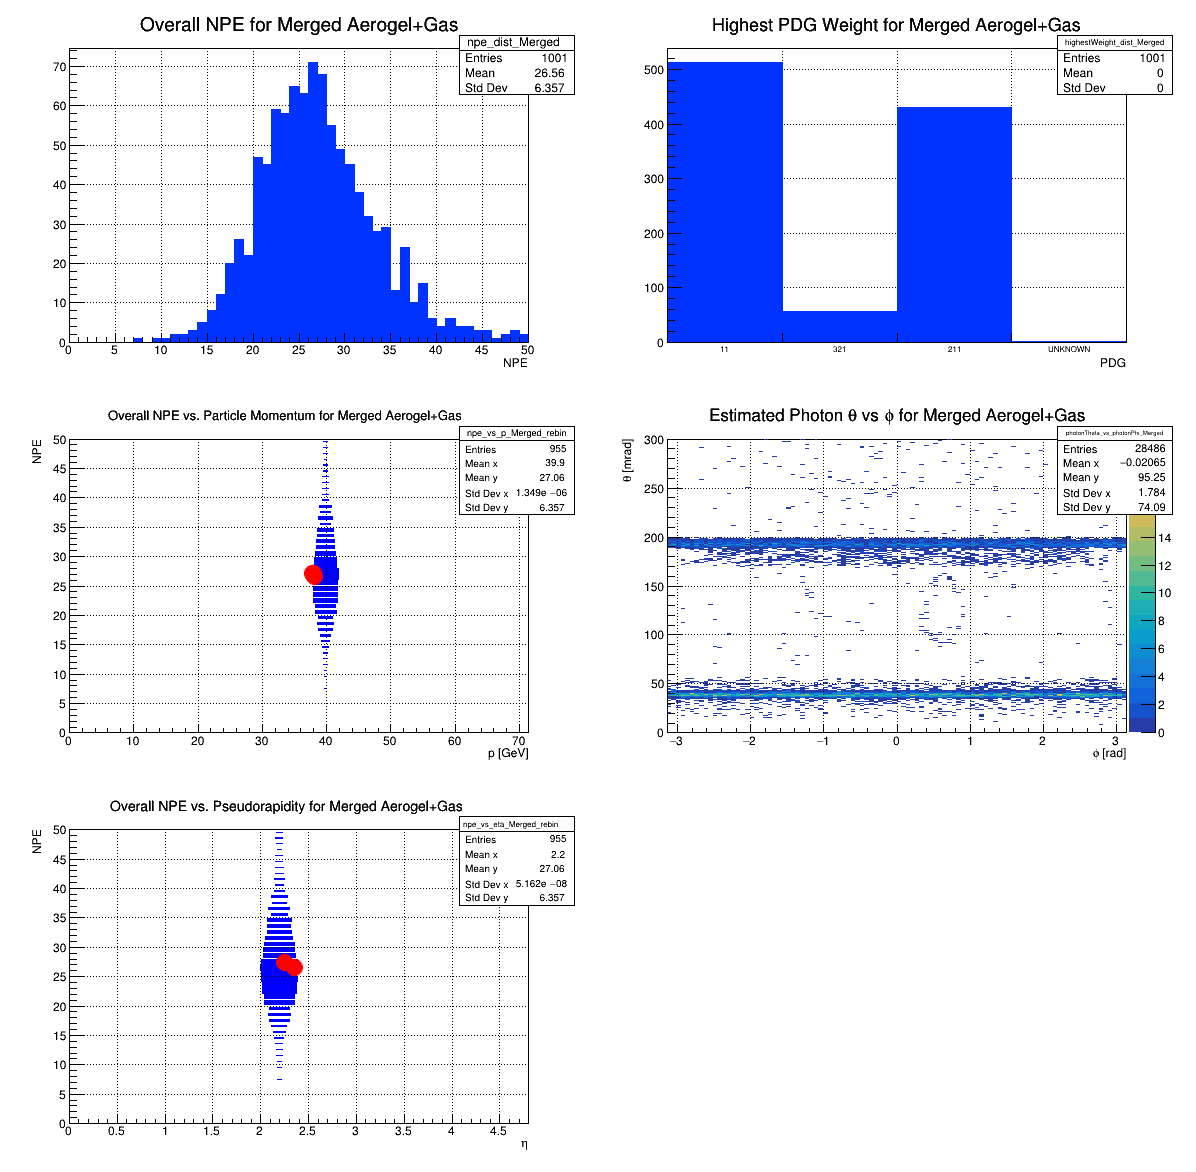 Overall NPE for Merged Aerogel+Gas
npe_dist_Merged
Entries 1001
Mean 26.56
Std Dev 6.357
70
60
50
40
30
20
10
0
0 5 10 15 20 25 30 35 40 45 50
NPE
Highest PDG Weight for Merged Aerogel+Gas
highestWeight_dist_Merged
Entries 1001
Mean 0
Std Dev 0
500
400
300
200
100
0
11 321 211 UNKNOWN
PDG
Overall NPE vs. Particle Momentum for Merged Aerogel+Gas
npe_vs_p_Merged_rebin
Entries 955
Mean x 39.9
Mean y 27.06
Std Dev x 1.349e −06
Std Dev y 6.357
NPE
50
45
40
35
30
25
20
15
10
5
0
0 10 20 30 40 50 60 70
p [GeV]
Estimated Photon θ vs ϕ for Merged Aerogel+Gas
photonTheta_vs_photonPhi_Merged
Entries 28486
Mean x −0.02065
Mean y 95.25
Std Dev x 1.784
Std Dev y 74.09
θ [mrad]
300
250
200
150
100
50
0
−3 −2 −1 0 1 2 3
ϕ [rad]
14
12
10
8
6
4
2
0
Overall NPE vs. Pseudorapidity for Merged Aerogel+Gas
npe_vs_eta_Merged_rebin
Entries 955
Mean x 2.2
Mean y 27.06
Std Dev x 5.162e −08
Std Dev y 6.357
NPE
50
45
40
35
30
25
20
15
10
5
0
0 0.5 1 1.5 2 2.5 3 3.5 4 4.5
η